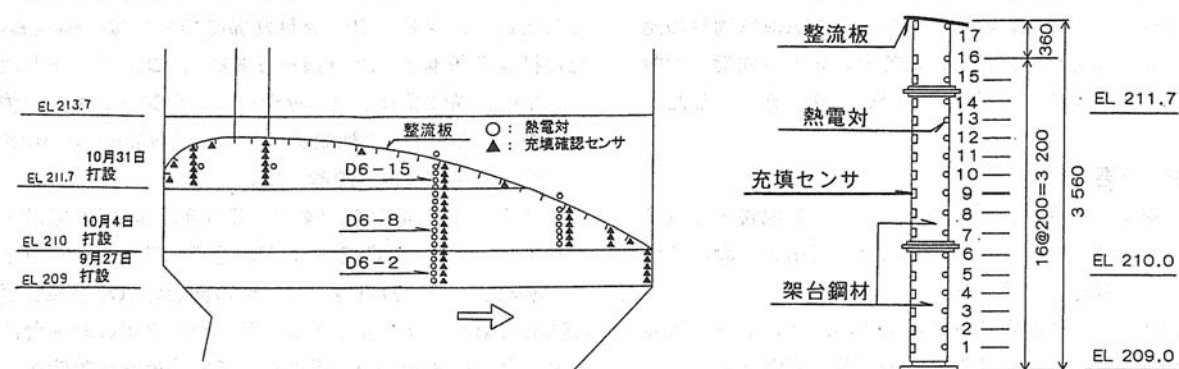 EL 213.7
10月31日
打設
EL 211.7
10月4日
打設
EL 210
9月27日
打設
EL 209
整流板
○：熱電対
▲：充填確認センサ
D6-15
D6-8
D6-2
整流板
熱電対
充填センサ
架台鋼材
17
16
15
14
13
12
11
10
9
8
7
6
5
4
3
2
1
360
16@200=3 200
3 560
EL 211.7
EL 210.0
EL 209.0